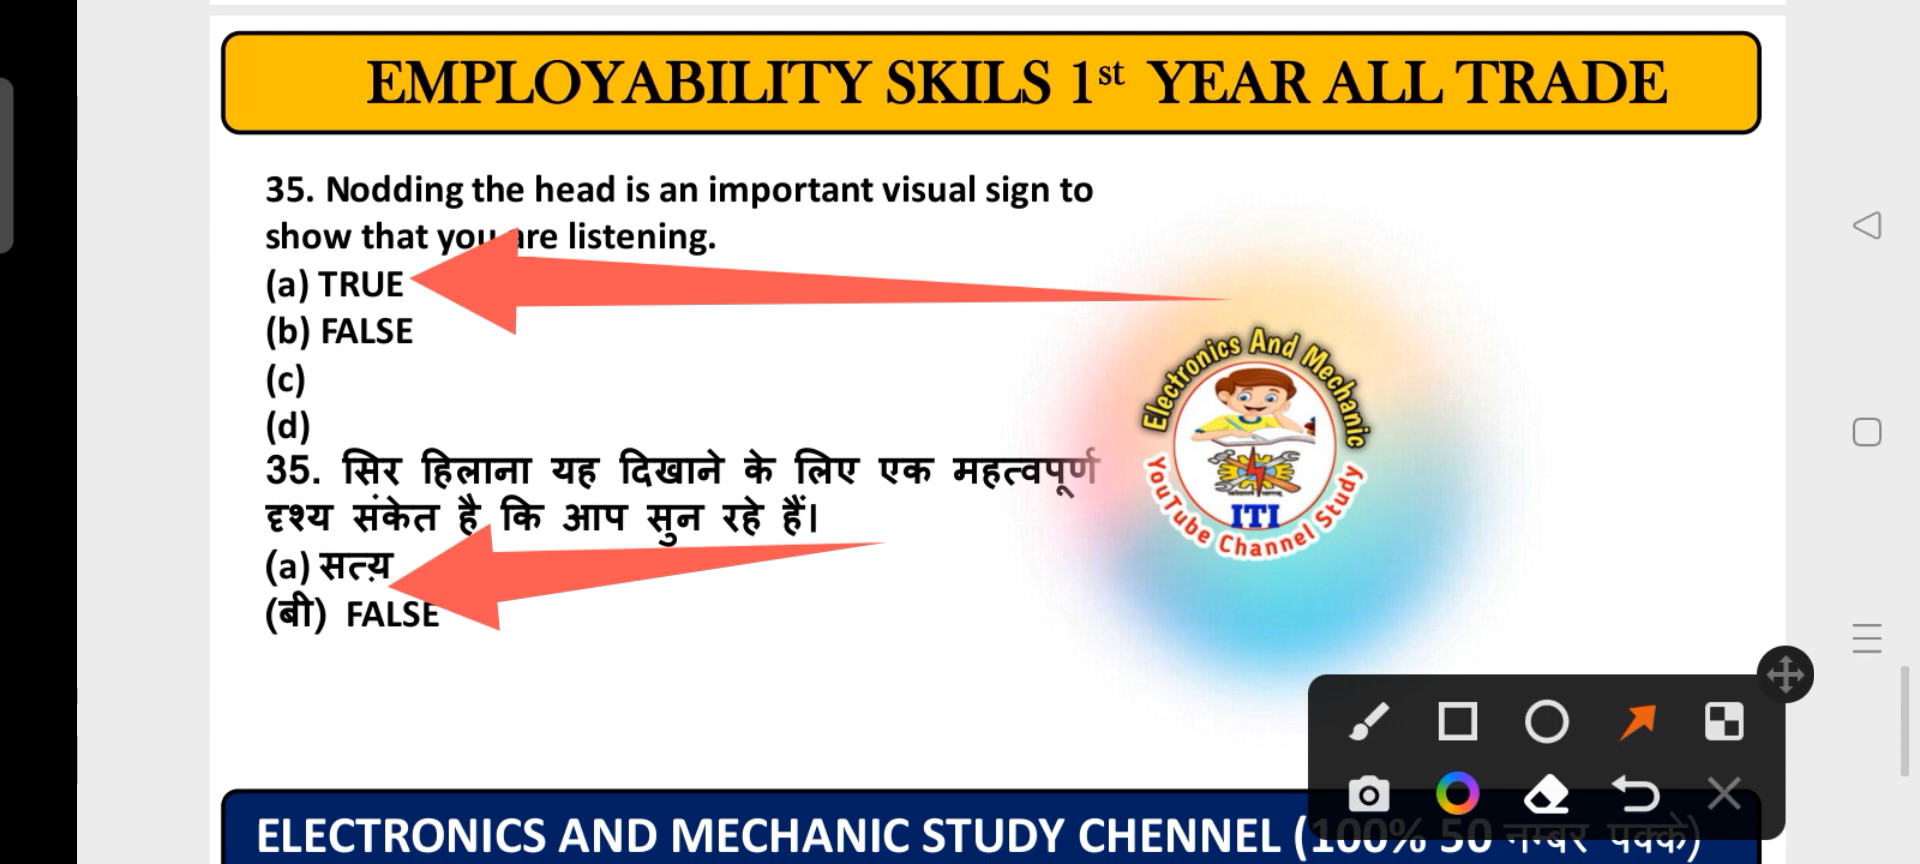 EMPLOYABILITY SKILS 1st YEAR ALL TRADE
35. Nodding the head is an important visual sign to
show that you are listening.
(a) TRUE
(b) FALSE
(c)
(d)
35. सिर हिलाना यह दिखाने के लिए एक महत्वपूर्ण
दृश्य संकेत है कि आप सुन रहे हैं।
(a) सत्य़
(बी) FALSE
Electronics And Mechanic
ITI
YouTube Channel Study
ELECTRONICS AND MECHANIC STUDY CHENNEL (100% 50 नम्बर पक्के)